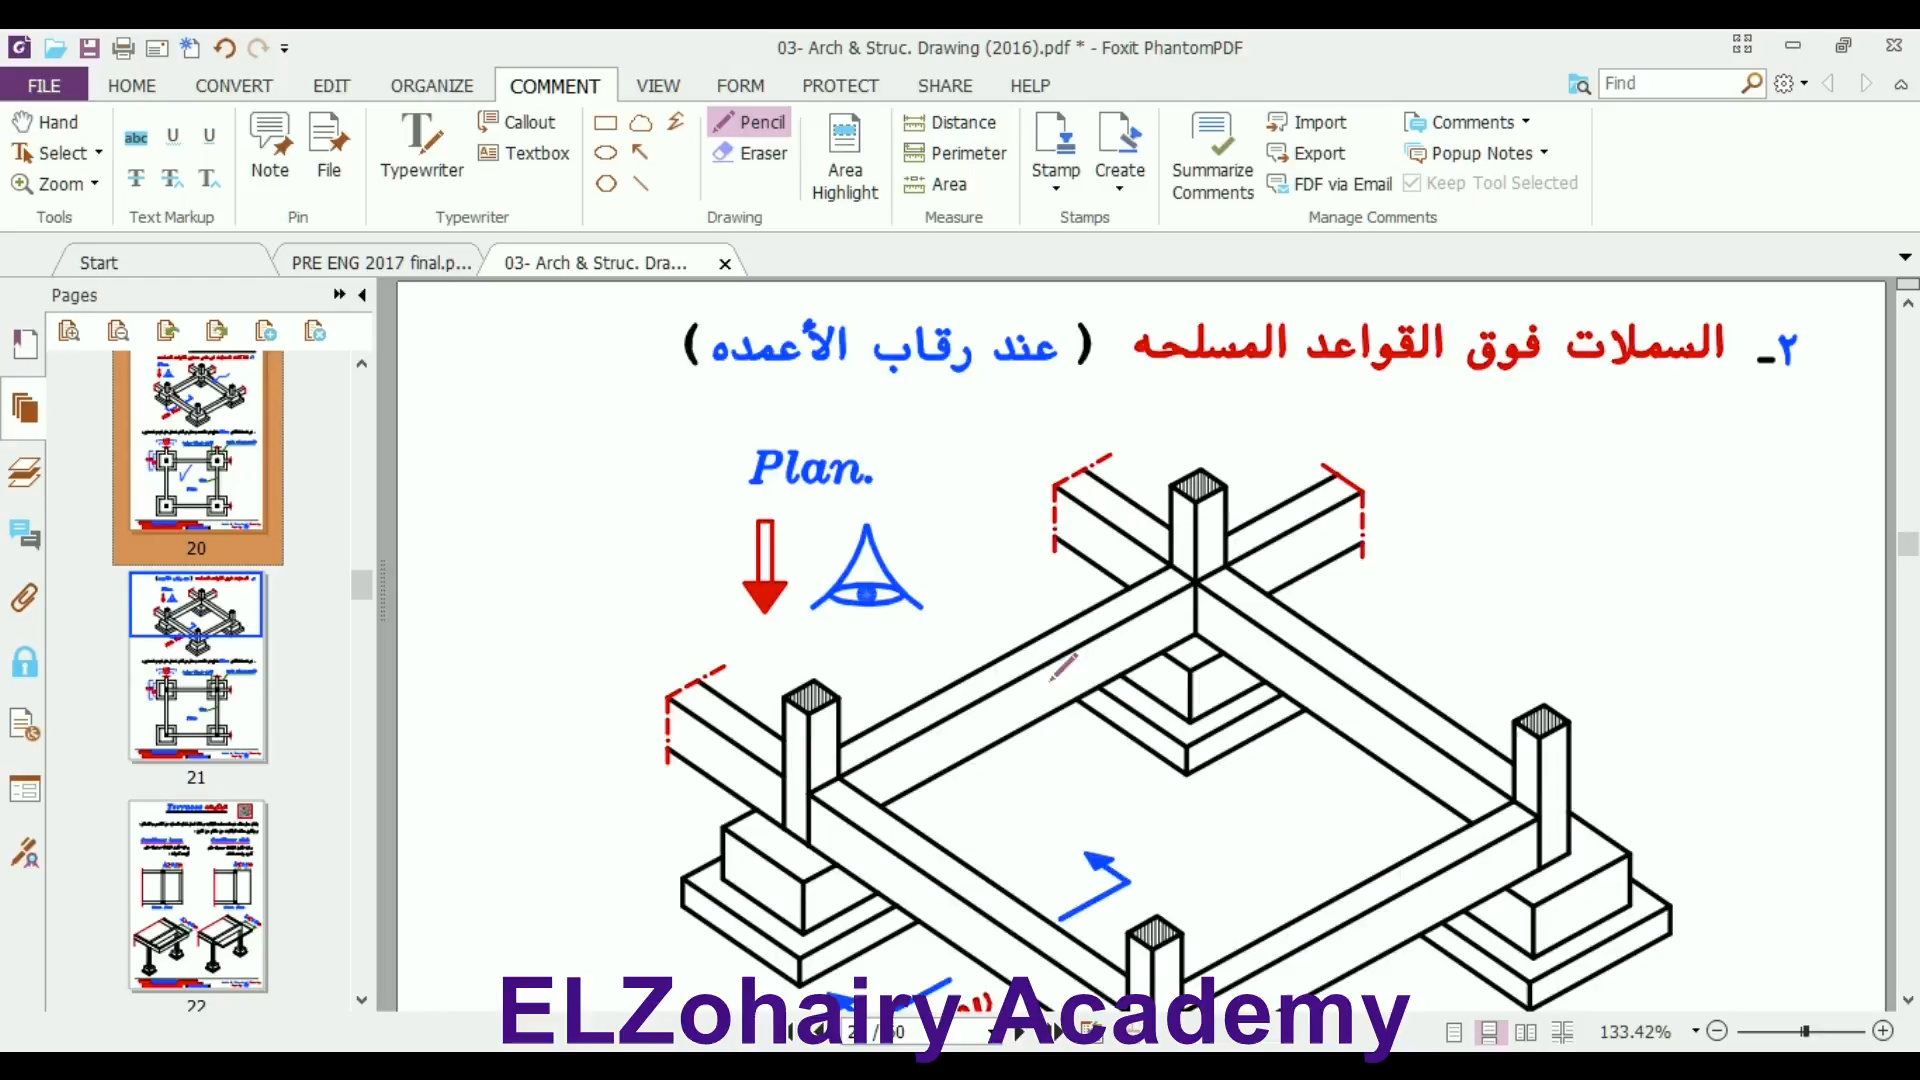 03- Arch & Struc. Drawing (2016).pdf * - Foxit PhantomPDF
FILE HOME CONVERT EDIT ORGANIZE COMMENT VIEW FORM PROTECT SHARE HELP Find
Hand
Select
Zoom
Tools
abc U U
T T T
Text Markup
Note
File
Pin
Typewriter
Callout
Textbox
Typewriter
Pencil
Eraser
Area Highlight
Drawing
Distance
Perimeter
Area
Measure
Stamp
Create
Stamps
Summarize Comments
Import
Export
FDF via Email
Comments
Popup Notes
Keep Tool Selected
Manage Comments
Start
PRE ENG 2017 final.p...
03- Arch & Struc. Dra...
Pages
20
21
22
٢ـ السملات فوق القواعد المسلحه ( عند رقاب الأعمده )
Plan.
ELZohairy Academy
133.42%